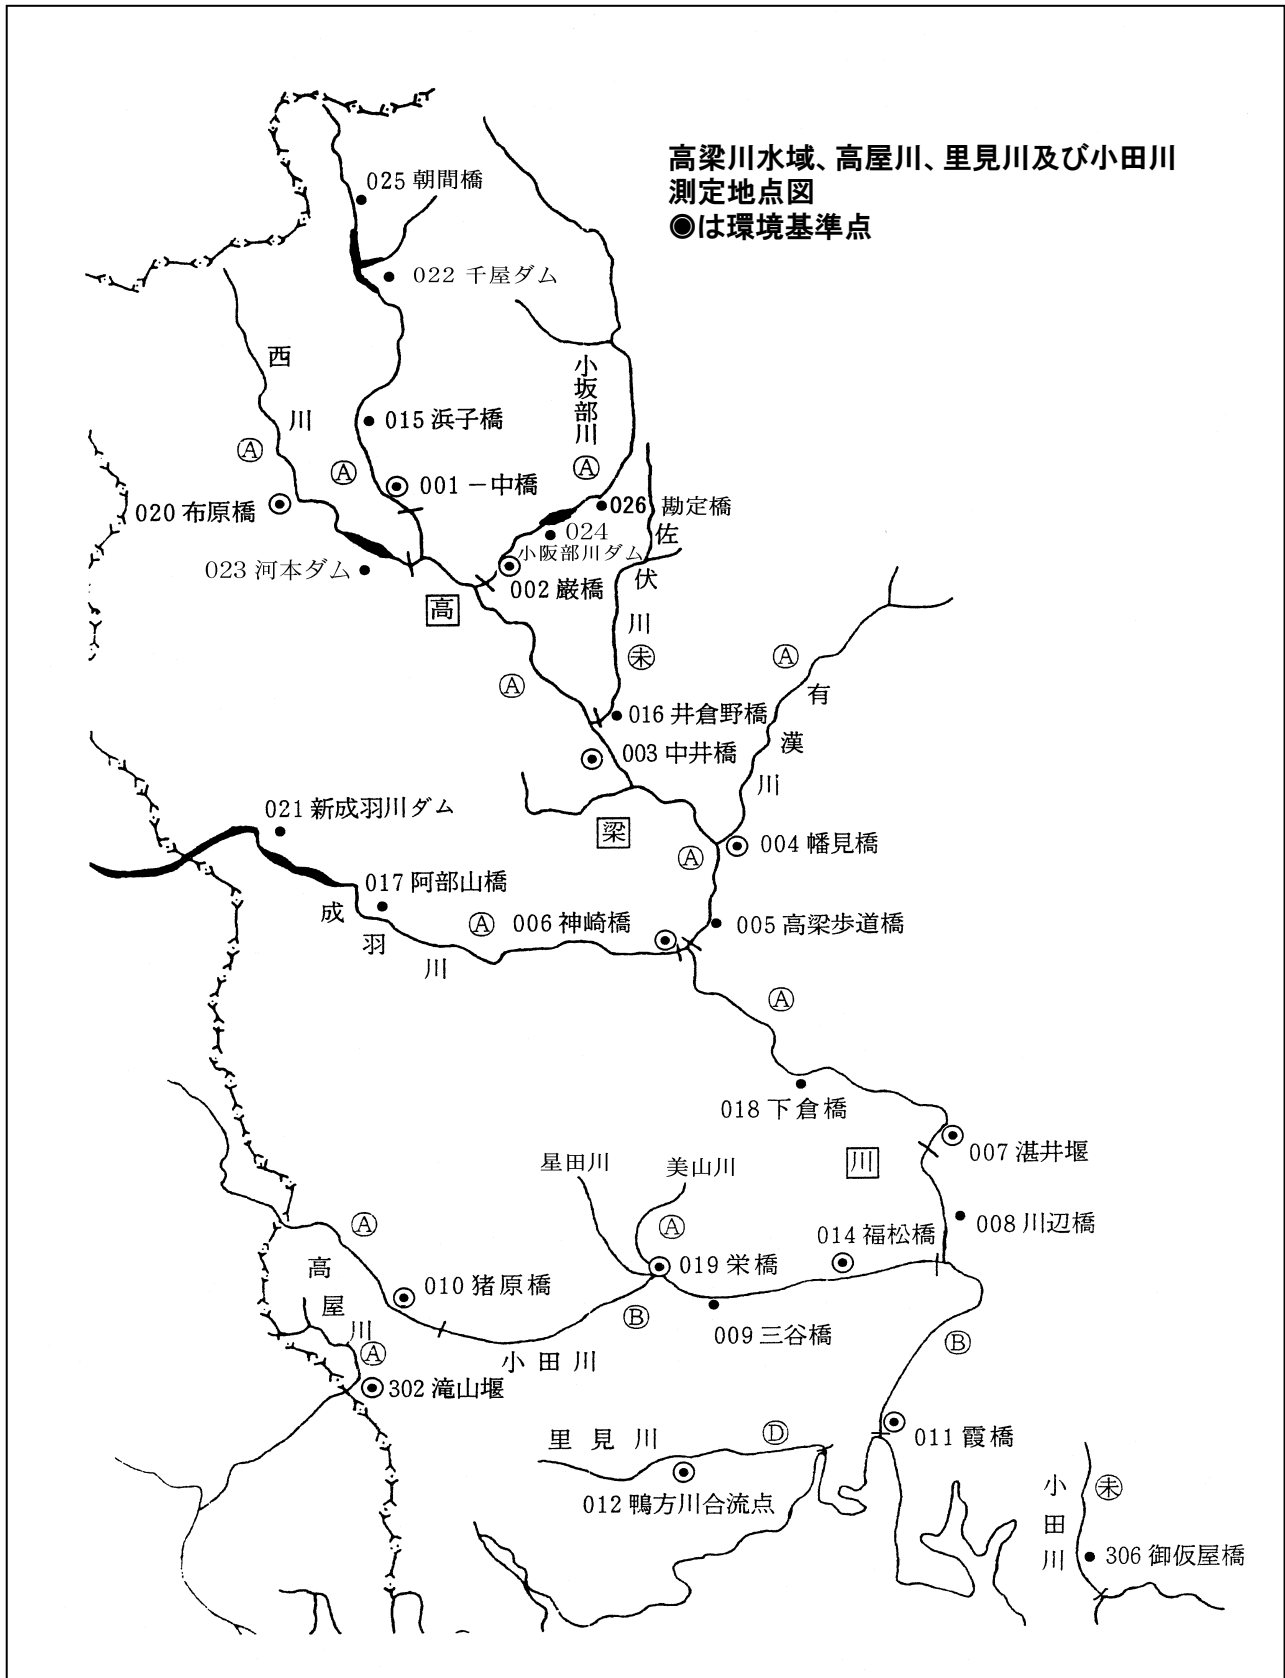 高梁川水域、高屋川、里見川及び小田川
測定地点図
◉は環境基準点
025 朝間橋
022 千屋ダム
西川
小坂部川
015 浜子橋
Ⓐ
Ⓐ
Ⓐ
001 一中橋
020 布原橋
026 勘定橋
024
小阪部川ダム
佐伏川
023 河本ダム
002 巌橋
高
未
Ⓐ
Ⓐ
有漢川
016 井倉野橋
003 中井橋
021 新成羽川ダム
梁
004 幡見橋
Ⓐ
017 阿部山橋
成羽川
Ⓐ
006 神崎橋
005 高梁歩道橋
Ⓐ
018 下倉橋
007 湛井堰
川
星田川
美山川
008 川辺橋
Ⓐ
Ⓐ
014 福松橋
高屋川
019 栄橋
010 猪原橋
Ⓑ
009 三谷橋
Ⓑ
Ⓐ
小田川
302 滝山堰
里見川
Ⓓ
011 霞橋
012 鴨方川合流点
小田川
未
306 御仮屋橋